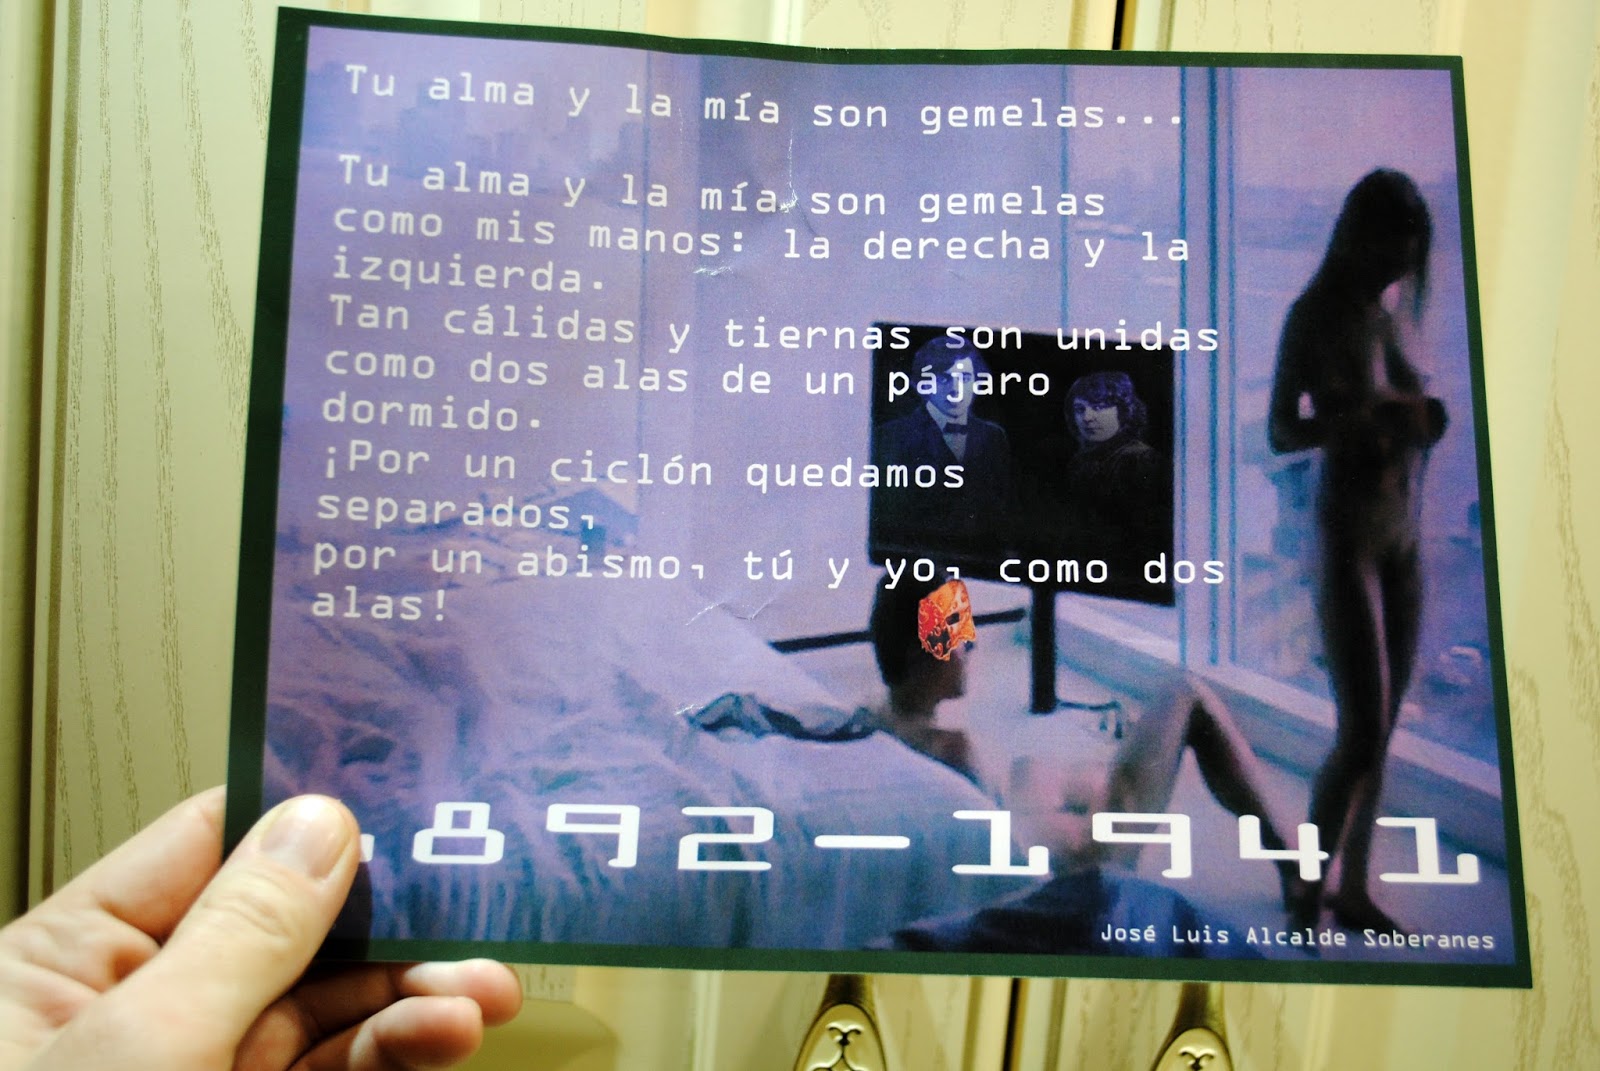 Tu alma y la mía son gemelas...
Tu alma y la mía son gemelas
como mis manos: la derecha y la
izquierda.
Tan cálidas y tiernas son unidas
como dos alas de un pájaro
dormido.
¡Por un ciclón quedamos
separados,
por un abismo, tú y yo, como dos
alas!
892-1941
José Luis Alcalde Soberanes